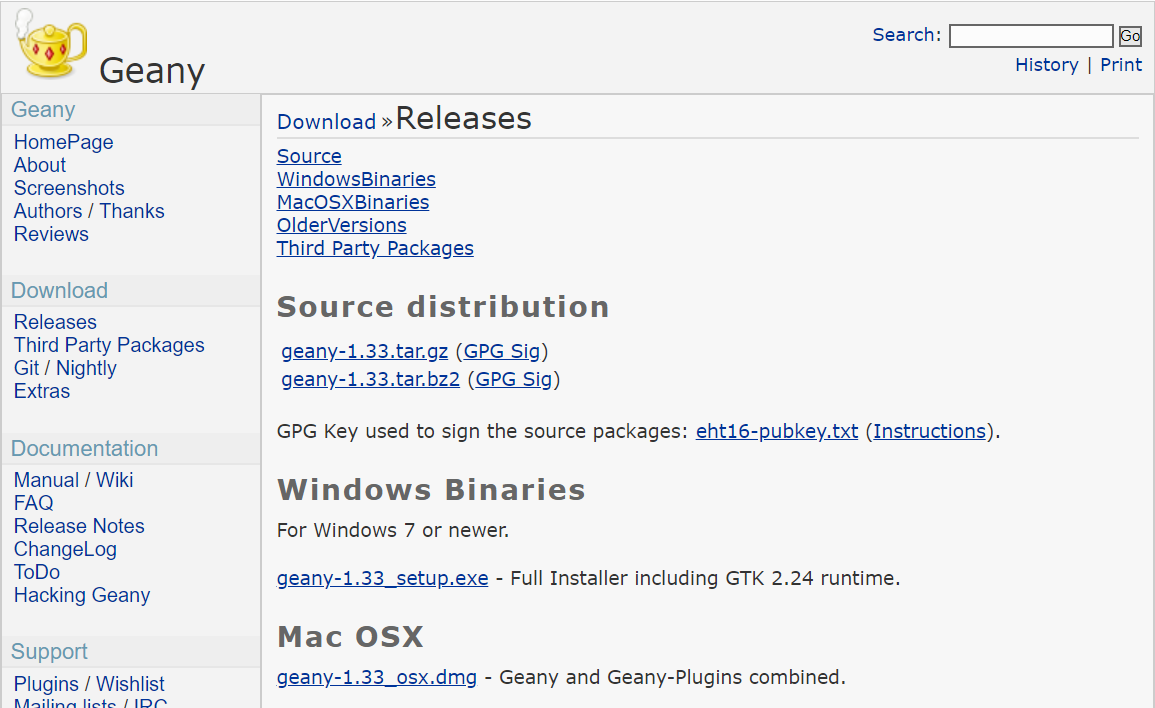 Geany
Search: Go
History | Print
Geany
HomePage
About
Screenshots
Authors / Thanks
Reviews
Download
Releases
Third Party Packages
Git / Nightly
Extras
Documentation
Manual / Wiki
FAQ
Release Notes
ChangeLog
ToDo
Hacking Geany
Support
Plugins / Wishlist
Mailing lists / IRC
Download »Releases
Source
WindowsBinaries
MacOSXBinaries
OlderVersions
Third Party Packages
Source distribution
geany-1.33.tar.gz (GPG Sig)
geany-1.33.tar.bz2 (GPG Sig)
GPG Key used to sign the source packages: eht16-pubkey.txt (Instructions).
Windows Binaries
For Windows 7 or newer.
geany-1.33_setup.exe - Full Installer including GTK 2.24 runtime.
Mac OSX
geany-1.33_osx.dmg - Geany and Geany-Plugins combined.